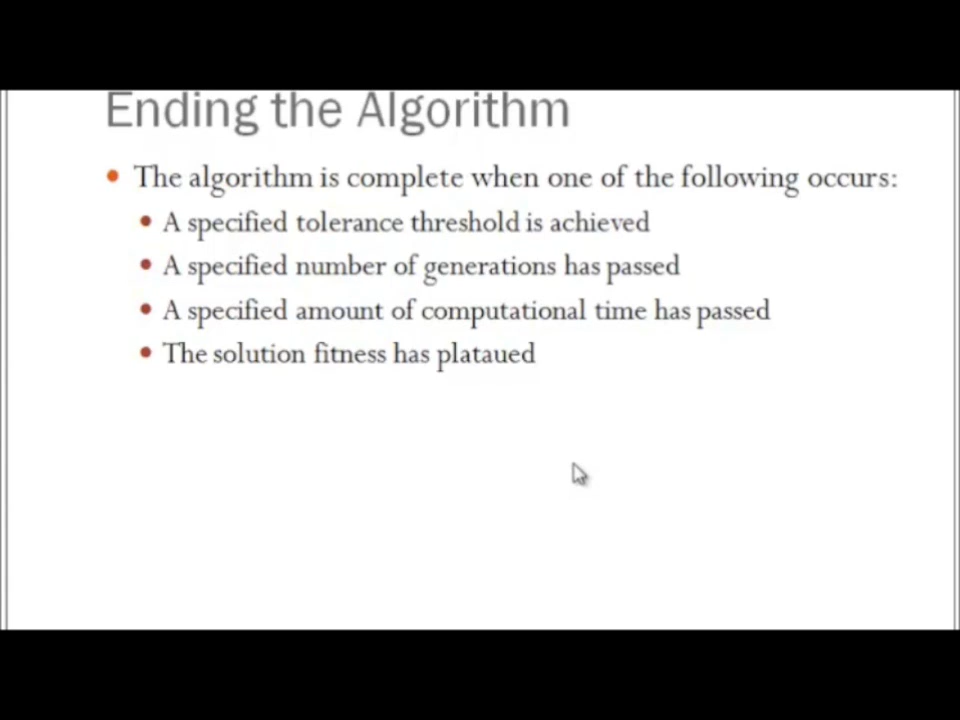 Ending the Algorithm
The algorithm is complete when one of the following occurs:
A specified tolerance threshold is achieved
A specified number of generations has passed
A specified amount of computational time has passed
The solution fitness has plataued